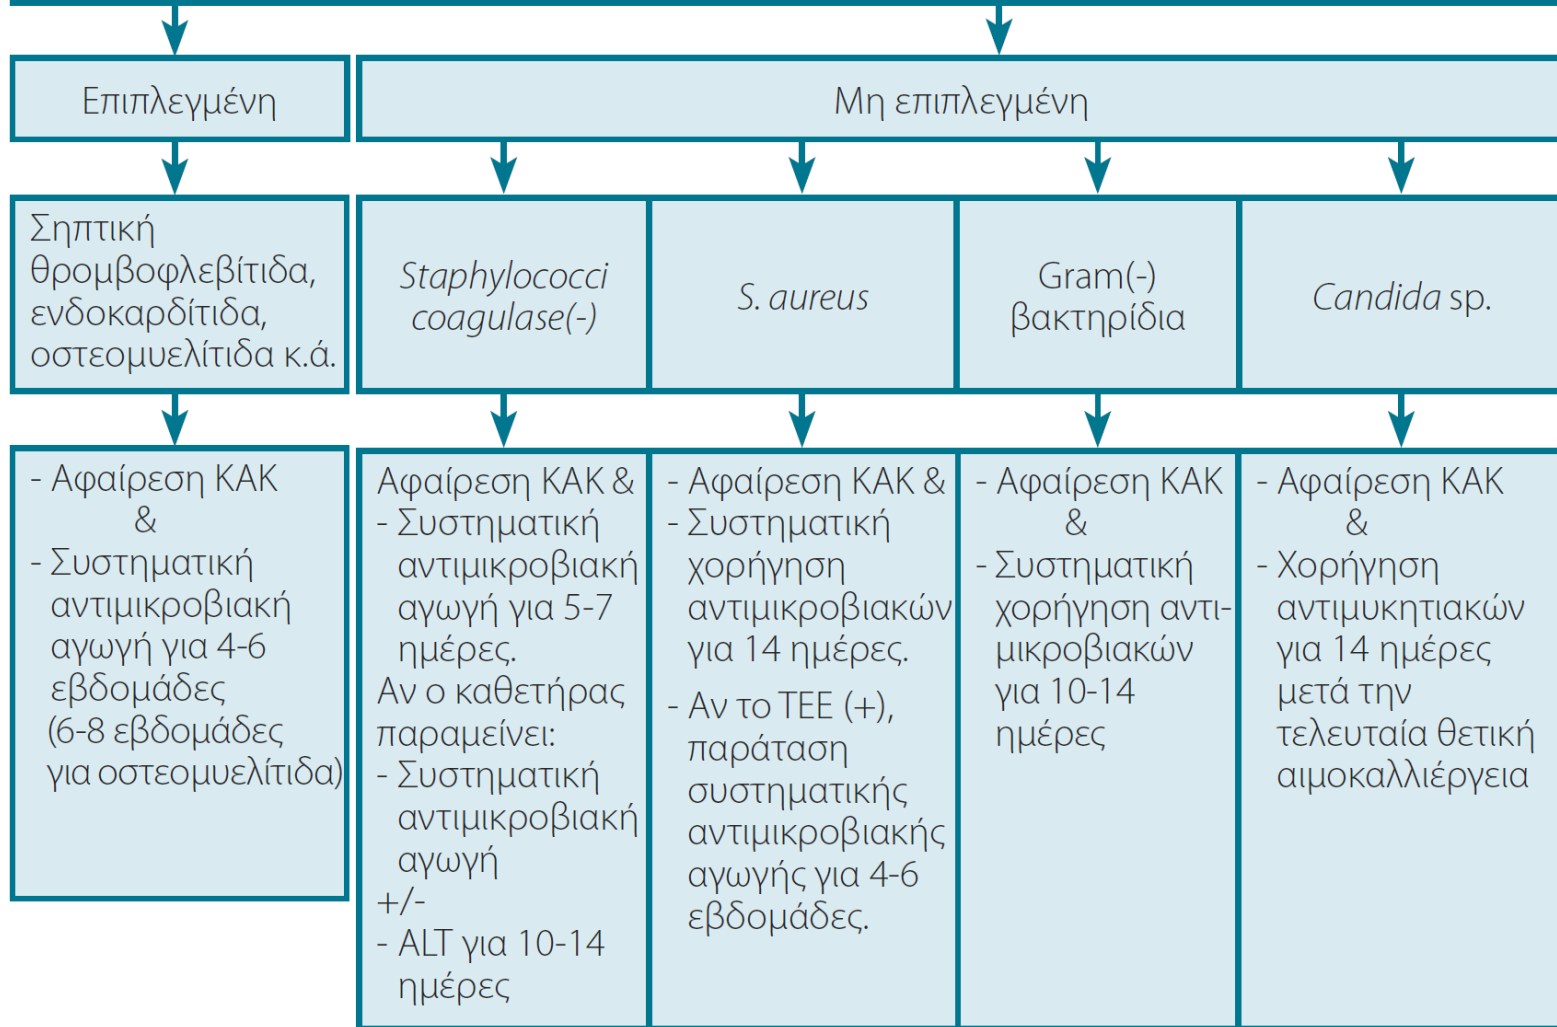 Επιπλεγμένη
Μη επιπλεγμένη
Σηπτική
θρομβοφλεβίτιδα,
ενδοκαρδίτιδα,
οστεομυελίτιδα κ.ά.
Staphylococci
coagulase(-)
S. aureus
Gram(-)
βακτηρίδια
Candida sp.
- Αφαίρεση ΚΑΚ
&
- Συστηματική
αντιμικροβιακή
αγωγή για 4-6
εβδομάδες
(6-8 εβδομάδες
για οστεομυελίτιδα)
Αφαίρεση ΚΑΚ &
- Συστηματική
αντιμικροβιακή
αγωγή για 5-7
ημέρες.
Αν ο καθετήρας
παραμείνει:
- Συστηματική
αντιμικροβιακή
αγωγή
+/-
- ALT για 10-14
ημέρες
- Αφαίρεση ΚΑΚ &
- Συστηματική
χορήγηση
αντιμικροβιακών
για 14 ημέρες.
- Αν το ΤΕΕ (+),
παράταση
συστηματικής
αντιμικροβιακής
αγωγής για 4-6
εβδομάδες.
- Αφαίρεση ΚΑΚ
&
- Συστηματική
χορήγηση αντι-
μικροβιακών
για 10-14
ημέρες
- Αφαίρεση ΚΑΚ
&
- Χορήγηση
αντιμυκητιακών
για 14 ημέρες
μετά την
τελευταία θετική
αιμοκαλλιέργεια